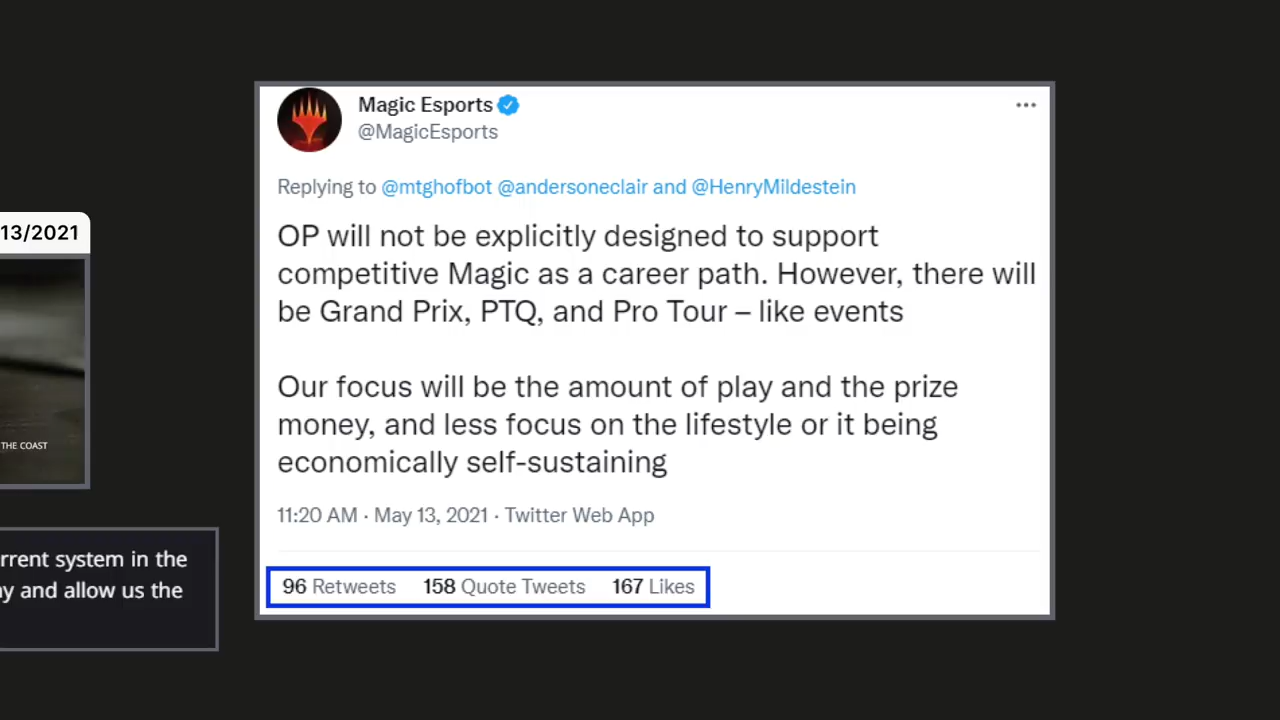 Magic Esports
@MagicEsports
Replying to @mtghofbot @andersoneclair and @HenryMildestein
OP will not be explicitly designed to support
competitive Magic as a career path. However, there will
be Grand Prix, PTQ, and Pro Tour – like events
Our focus will be the amount of play and the prize
money, and less focus on the lifestyle or it being
economically self-sustaining
11:20 AM · May 13, 2021 · Twitter Web App
96 Retweets 158 Quote Tweets 167 Likes
13/2021
THE COAST
rrent system in the
y and allow us the